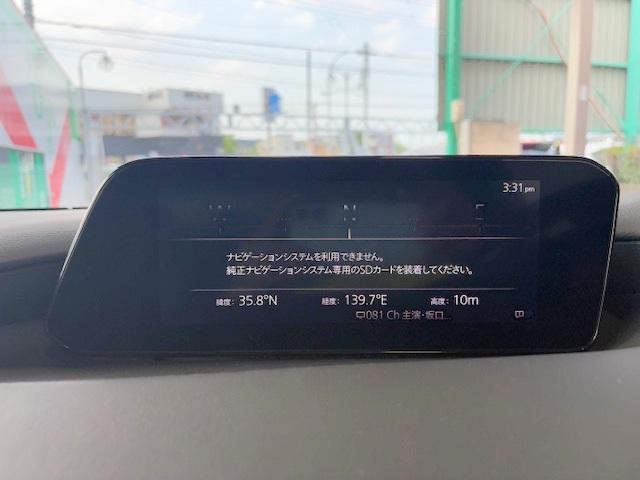 3:31 pm
W N E
ナビゲーションシステムを利用できません。
純正ナビゲーションシステム専用のSDカードを装着してください。
緯度: 35.8°N 経度: 139.7°E 高度: 10m
081 Ch 主演・坂口...